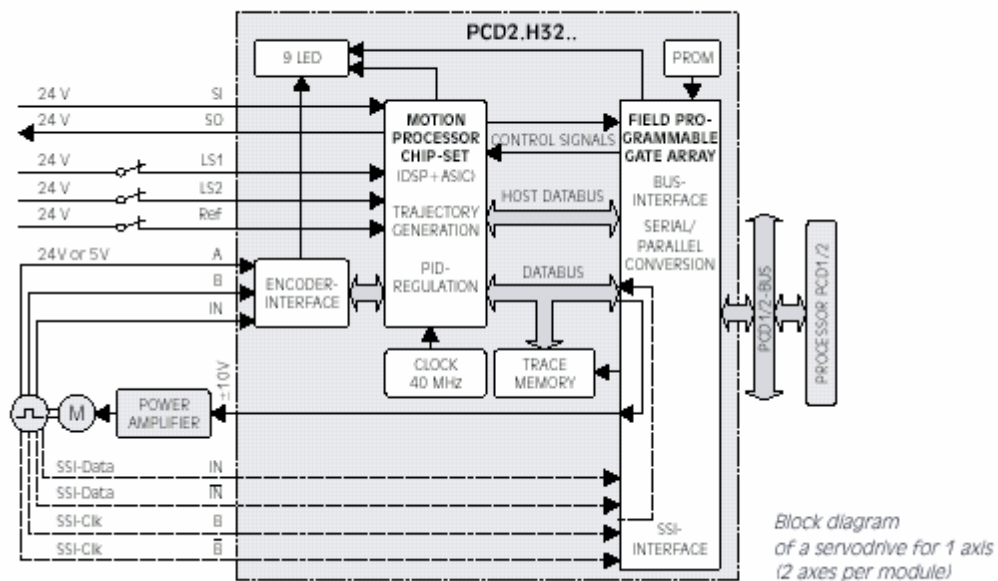 PCD2.H32..
9 LED
PROM
24 V SI
24 V SO
24 V LS1
24 V LS2
24 V Ref
24V or 5V A
B
IN
MOTION
PROCESSOR
CHIP-SET
(DSP+ASIC)
TRAJECTORY
GENERATION
PID-
REGULATION
CONTROL SIGNALS
HOST DATABUS
DATABUS
FIELD PRO-
GRAMMABLE
GATE ARRAY
BUS-
INTERFACE
SERIAL/
PARALLEL
CONVERSION
ENCODER-
INTERFACE
CLOCK
40 MHz
TRACE
MEMORY
PCD1/2-BUS
PROCESSOR PCD1/2
±10V
M
POWER
AMPLIFIER
SSI-Data IN
SSI-Data I̅N̅
SSI-Clk B
SSI-Clk B̅
SSI-
INTERFACE
Block diagram
of a servodrive for 1 axis
(2 axes per module)